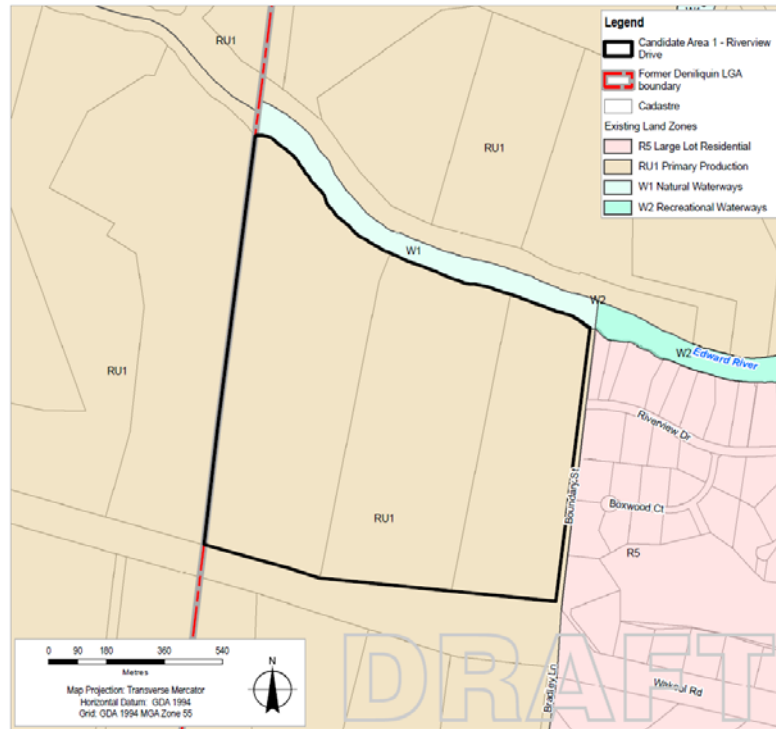 W1
RU1
Legend
Candidate Area 1 - Riverview
Drive
Former Deniliquin LGA
boundary
Cadastre
Existing Land Zones
R5 Large Lot Residential
RU1 Primary Production
W1 Natural Waterways
W2 Recreational Waterways
RU1
W1
W2
W2
Edward River
RU1
Riverview Dr
Boundary St
Boxwood Ct
RU1
R5
0 90 180 360 540
Metres
N
Map Projection: Transverse Mercator
Horizontal Datum: GDA 1994
Grid: GDA 1994 MGA Zone 55
DRAFT
Bradley Ln
Wakool Rd